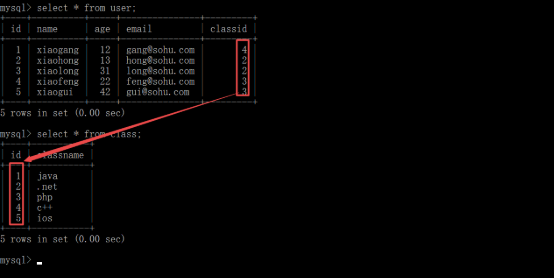 mysql> select * from user;
id name age email classid
1 xiaogang 12 gang@sohu.com 4
2 xiaohong 13 hong@sohu.com 2
3 xiaolong 31 long@sohu.com 2
4 xiaofeng 22 feng@sohu.com 3
5 xiaogui 42 gui@sohu.com 3
5 rows in set (0.00 sec)
mysql> select * from class;
id classname
1 java
2 .net
3 php
4 c++
5 ios
5 rows in set (0.00 sec)
mysql>